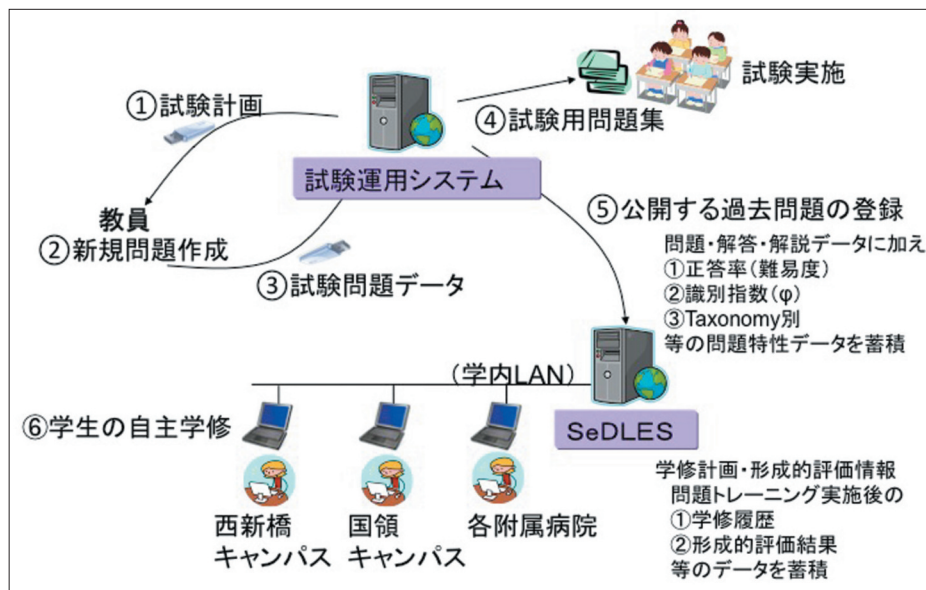 ①試験計画
試験実施
④試験用問題集
試験運用システム
教員
②新規問題作成
③試験問題データ
⑤公開する過去問題の登録
問題・解答・解説データに加え
①正答率(難易度)
②識別指数(φ)
③Taxonomy別
等の問題特性データを蓄積
(学内LAN)
⑥学生の自主学修
SeDLES
西新橋
キャンパス
国領
キャンパス
各附属病院
学修計画・形成的評価情報
問題トレーニング実施後の
①学修履歴
②形成的評価結果
等のデータを蓄積